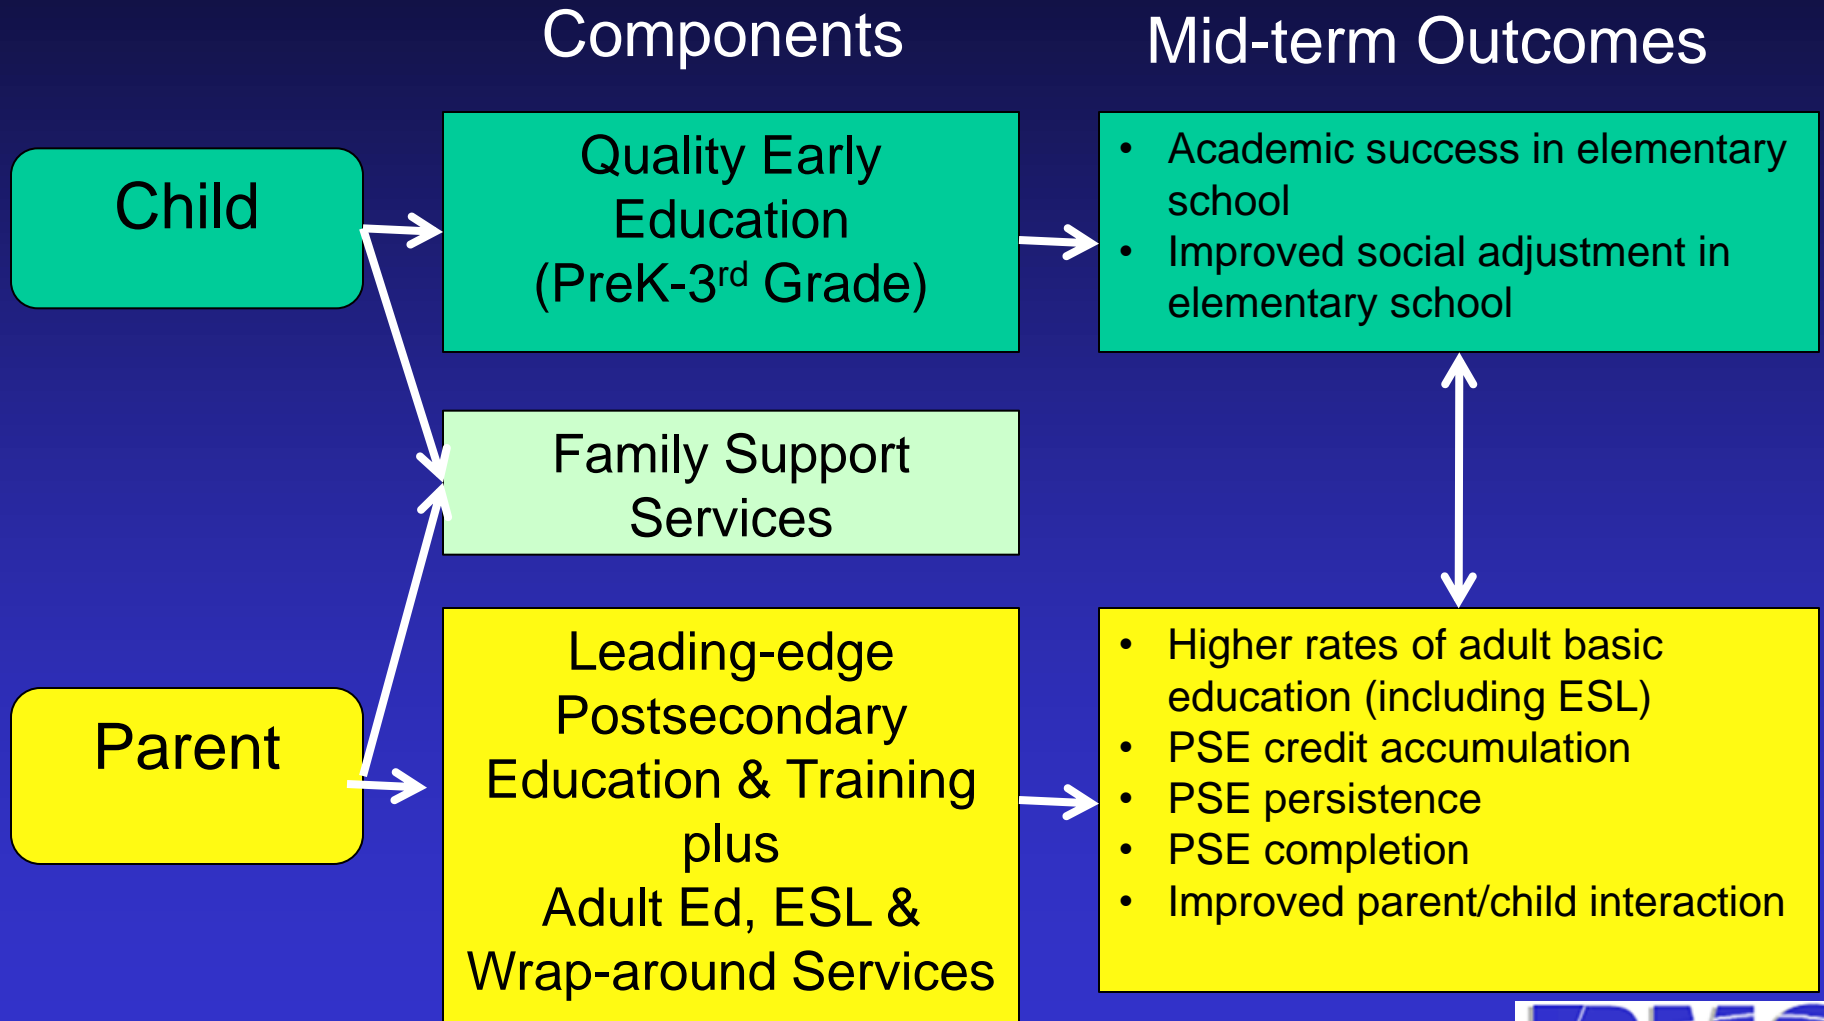 Components
Mid-term Outcomes
Child
Quality Early
Education
(PreK-3rd Grade)
• Academic success in elementary
school
• Improved social adjustment in
elementary school
Family Support
Services
Parent
Leading-edge
Postsecondary
Education & Training
plus
Adult Ed, ESL &
Wrap-around Services
• Higher rates of adult basic
education (including ESL)
• PSE credit accumulation
• PSE persistence
• PSE completion
• Improved parent/child interaction